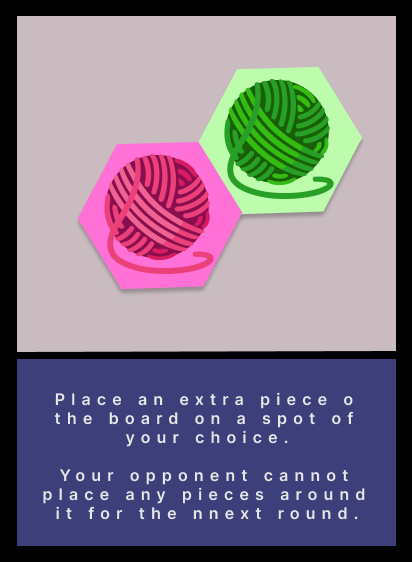 Place an extra piece o
the board on a spot of
your choice.
Your opponent cannot
place any pieces around
it for the nnext round.